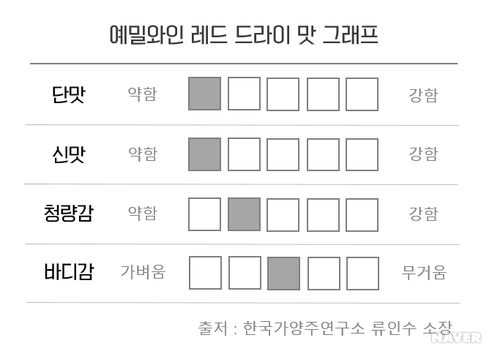 예밀와인 레드 드라이 맛 그래프
단맛 약함 강함
신맛 약함 강함
청량감 약함 강함
바디감 가벼움 무거움
출저 : 한국가양주연구소 류인수 소장
NAVER